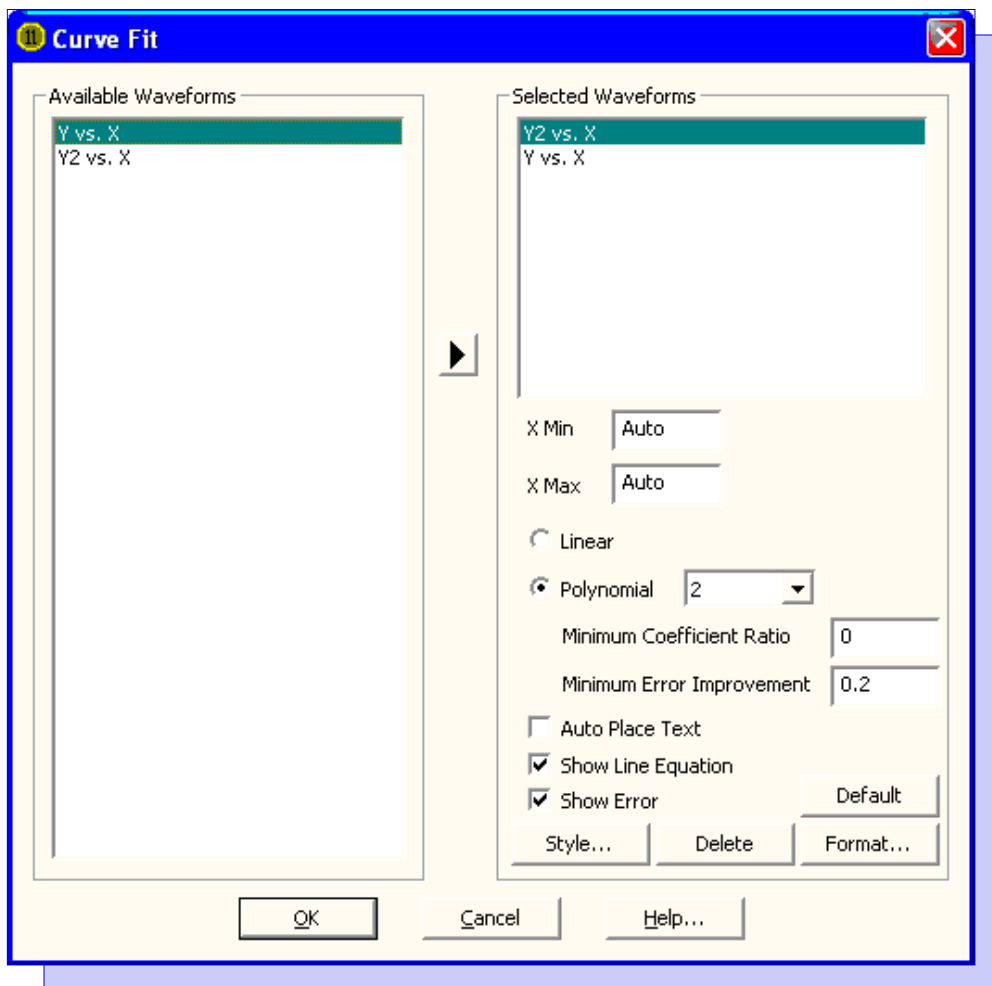 11 Curve Fit
Available Waveforms
Y vs. X
Y2 vs. X
Selected Waveforms
Y2 vs. X
Y vs. X
X Min Auto
X Max Auto
Linear
Polynomial 2
Minimum Coefficient Ratio 0
Minimum Error Improvement 0.2
Auto Place Text
Show Line Equation
Show Error
Default
Style... Delete Format...
OK Cancel Help...